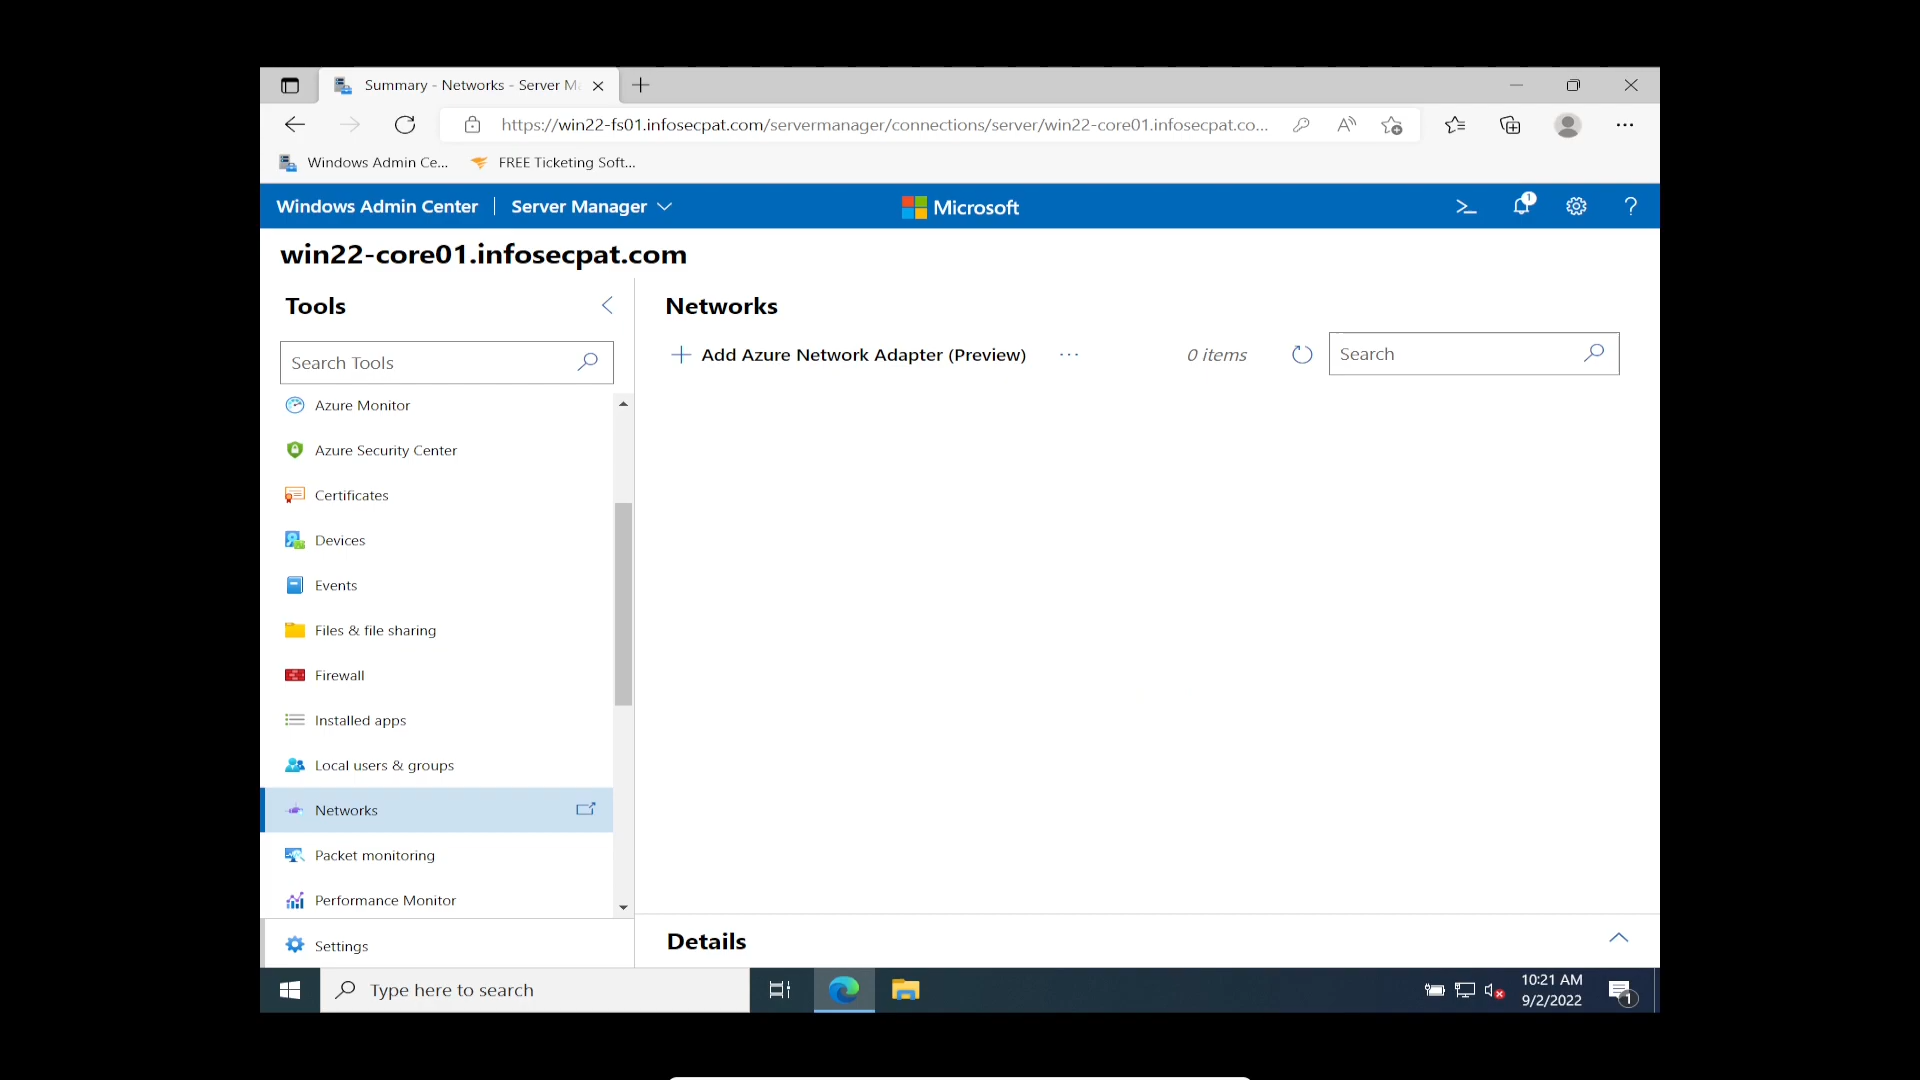 Summary - Networks - Server M
https://win22-fs01.infosecpat.com/servermanager/connections/server/win22-core01.infosecpat.co...
Windows Admin Ce...
FREE Ticketing Soft...
Windows Admin Center
Server Manager
Microsoft
1
win22-core01.infosecpat.com
Tools
Search Tools
Azure Monitor
Azure Security Center
Certificates
Devices
Events
Files & file sharing
Firewall
Installed apps
Local users & groups
Networks
Packet monitoring
Performance Monitor
Settings
Networks
Add Azure Network Adapter (Preview)
0 items
Search
Details
Type here to search
10:21 AM
9/2/2022
1